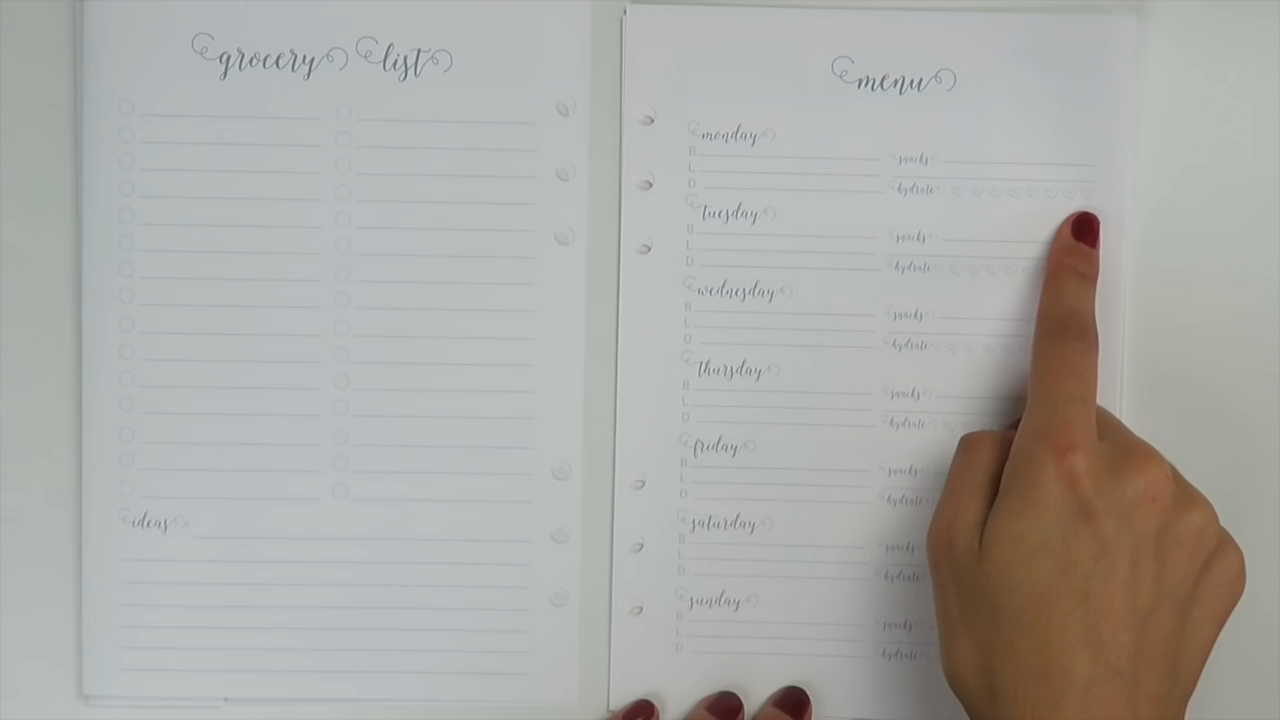 grocery list
ideas
menu
monday
B
L
D
snacks
hydrate
tuesday
B
L
D
snacks
hydrate
wednesday
B
L
D
snacks
hydrate
thursday
B
L
D
snacks
hydrate
friday
B
L
D
snacks
hydrate
saturday
B
L
D
snacks
hydrate
sunday
B
L
D
snacks
hydrate